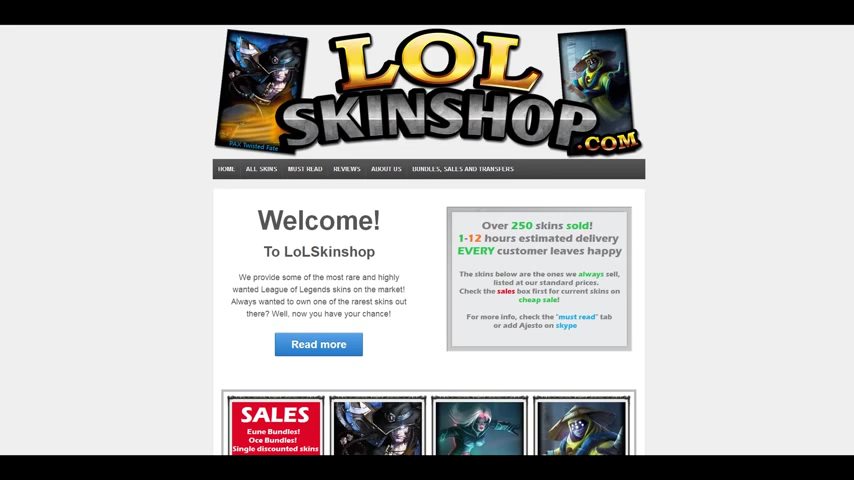 LOL
SKINSHOP
.COM
PAX Twisted Fate
HOME ALL SKINS MUST READ REVIEWS ABOUT US BUNDLES, SALES AND TRANSFERS
Welcome!
To LoLSkinshop
We provide some of the most rare and highly
wanted League of Legends skins on the market!
Always wanted to own one of the rarest skins out
there? Well, now you have your chance!
Read more
Over 250 skins sold!
1-12 hours estimated delivery
EVERY customer leaves happy
The skins below are the ones we always sell,
listed at our standard prices.
Check the sales box first for current skins on
cheap sale!
For more info, check the "must read" tab
or add Ajesto on skype
SALES
Eune Bundles!
Oce Bundles!
Single discounted skins